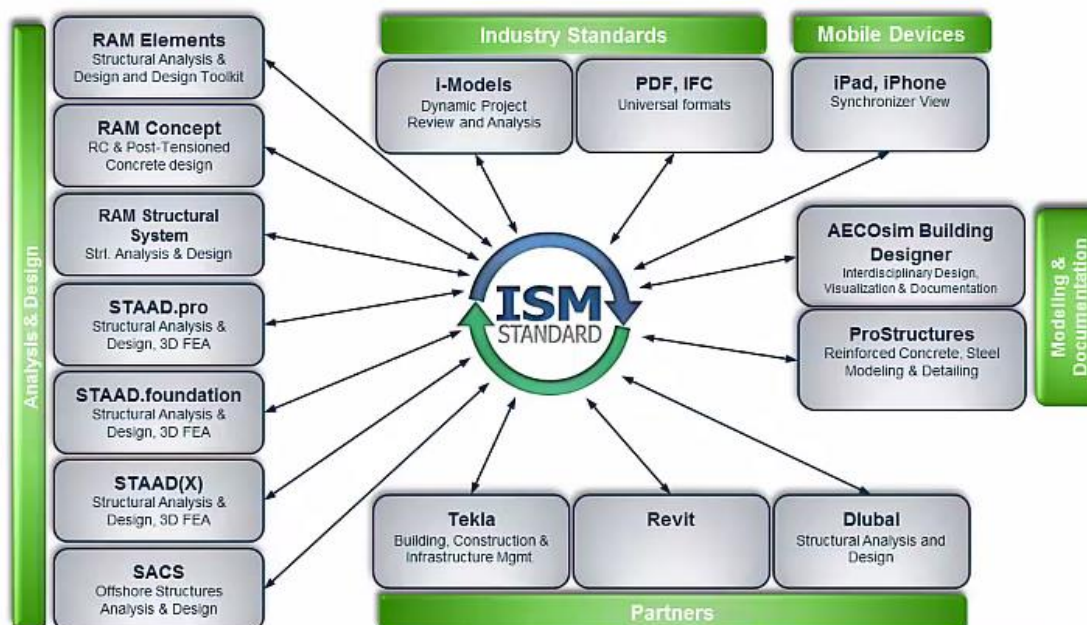 Analysis & Design
RAM Elements
Structural Analysis &
Design and Design Toolkit
RAM Concept
RC & Post-Tensioned
Concrete design
RAM Structural
System
Strl. Analysis & Design
STAAD.pro
Structural Analysis &
Design, 3D FEA
STAAD.foundation
Structural Analysis &
Design, 3D FEA
STAAD(X)
Structural Analysis &
Design, 3D FEA
SACS
Offshore Structures
Analysis & Design
Industry Standards
i-Models
Dynamic Project
Review and Analysis
PDF, IFC
Universal formats
Mobile Devices
iPad, iPhone
Synchronizer View
ISM
STANDARD
AECOsim Building
Designer
Interdisciplinary Design,
Visualization & Documentation
ProStructures
Reinforced Concrete, Steel
Modeling & Detailing
Modeling &
Documentation
Tekla
Building, Construction &
Infrastructure Mgmt
Revit
Dlubal
Structural Analysis and
Design
Partners